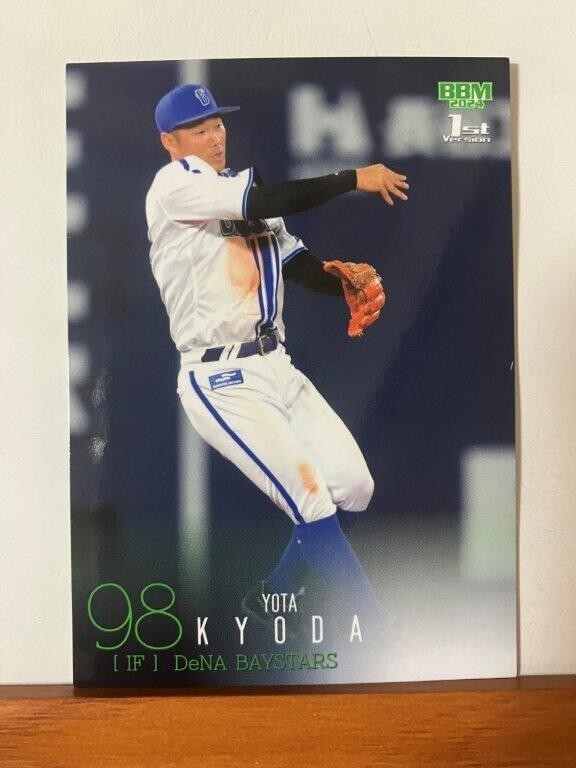 BBM
2024
1st
Version
98
YOTA
KYODA
[ IF ] DeNA BAYSTARS